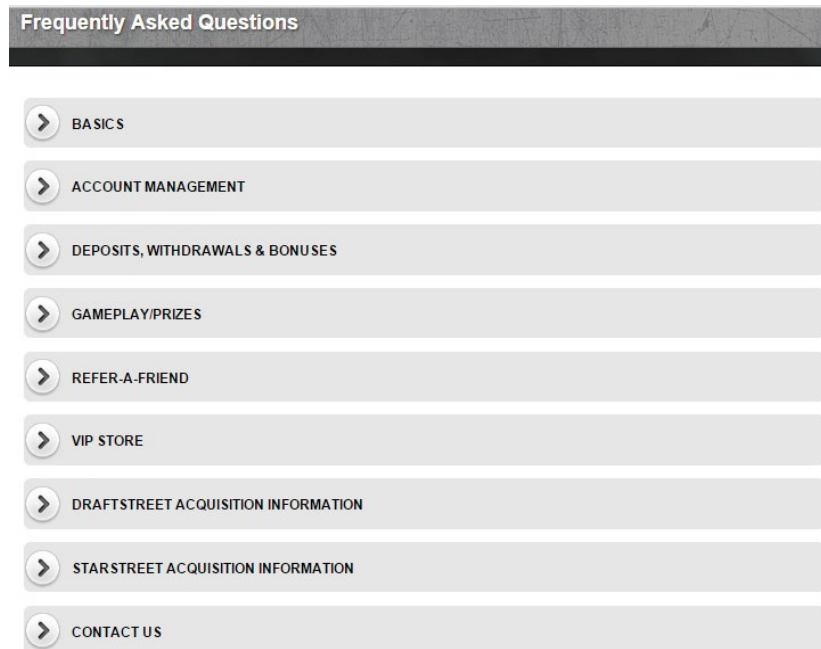 Frequently Asked Questions
BASICS
ACCOUNT MANAGEMENT
DEPOSITS, WITHDRAWALS & BONUSES
GAMEPLAY/PRIZES
REFER-A-FRIEND
VIP STORE
DRAFTSTREET ACQUISITION INFORMATION
STARSTREET ACQUISITION INFORMATION
CONTACT US